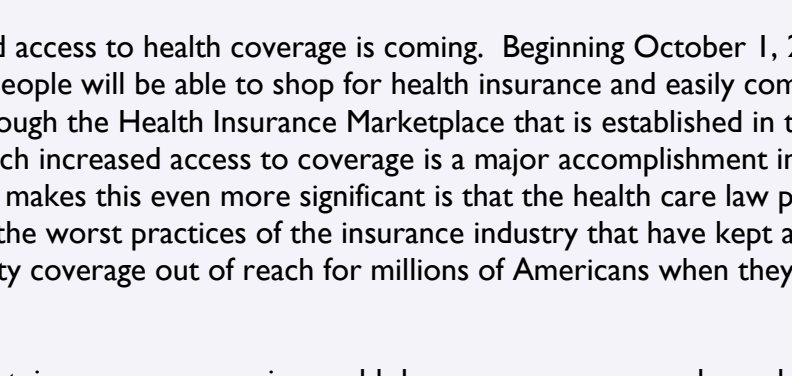 access to health coverage is coming. Beginning October 1,
eople will be able to shop for health insurance and easily com
ough the Health Insurance Marketplace that is established in t
ch increased access to coverage is a major accomplishment in
makes this even more significant is that the health care law p
the worst practices of the insurance industry that have kept a
ty coverage out of reach for millions of Americans when they